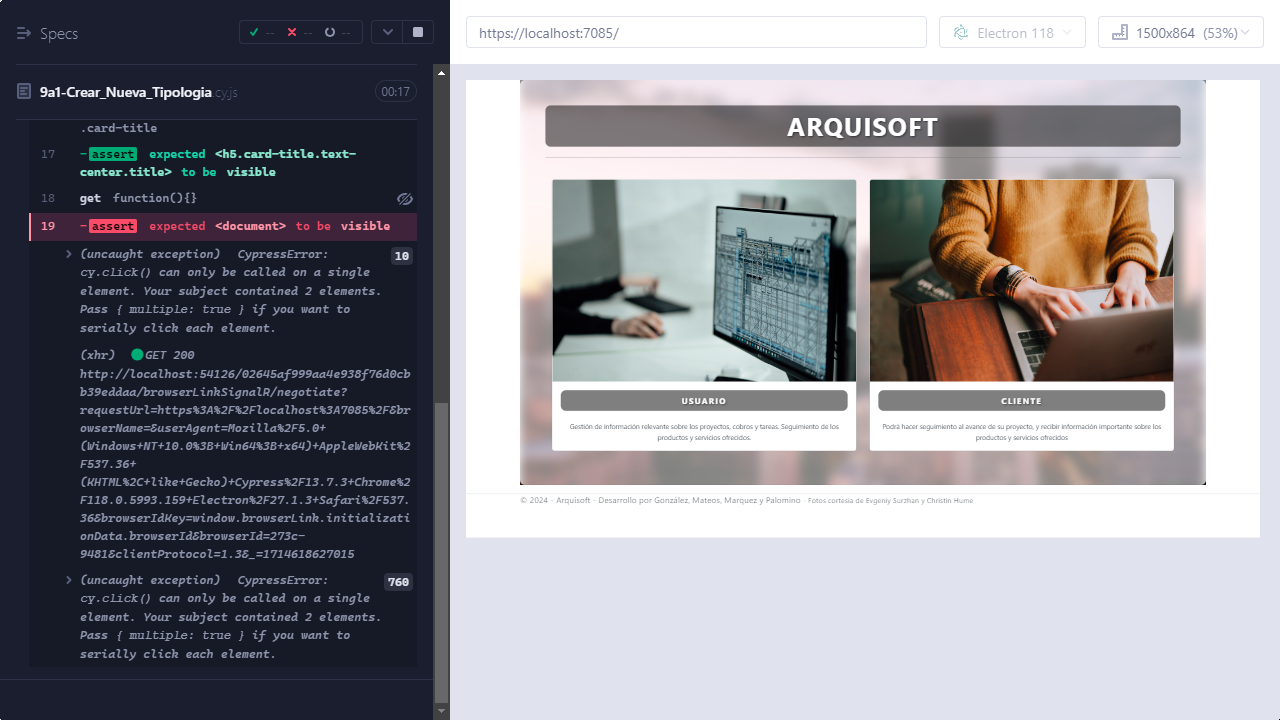 Specs
--
--
--
https://localhost:7085/
Electron 118
1500x864 (53%)
9a1-Crear_Nueva_Tipologia.cy.js
00:17
.card-title
17 -assert expected <h5.card-title.text-
center.title> to be visible
18 get function(){}
19 -assert expected <document> to be visible
(uncaught exception) CypressError: 10
cy.click() can only be called on a single
element. Your subject contained 2 elements.
Pass { multiple: true } if you want to
serially click each element.
(xhr) GET 200
http://localhost:54126/02645af999aa4e938f76d0cb
b39eddaa/browserLinkSignalR/negotiate?
requestUrl=https%3A%2F%2Flocalhost%3A7085%2F&br
owserName=&userAgent=Mozilla%2F5.0+
(Windows+NT+10.0%3B+Win64%3B+x64)+AppleWebKit%2
F537.36+
(KHTML%2C+like+Gecko)+Cypress%2F13.7.3+Chrome%2
F118.0.5993.159+Electron%2F27.1.3+Safari%2F537.
36&browserIdKey=window.browserLink.initializati
onData.browserId&browserId=273c-
9481&clientProtocol=1.3&_=1714618627015
(uncaught exception) CypressError: 760
cy.click() can only be called on a single
element. Your subject contained 2 elements.
Pass { multiple: true } if you want to
serially click each element.
ARQUISOFT
USUARIO
Gestión de información relevante sobre los proyectos, cobros y tareas. Seguimiento de los
productos y servicios ofrecidos.
CLIENTE
Podrá hacer seguimiento al avance de su proyecto, y recibir información importante sobre los
productos y servicios ofrecidos
© 2024 - Arquisoft - Desarrollo por González, Mateos, Marquez y Palomino - Fotos cortesía de Evgeniy Surzhan y Christin Hume